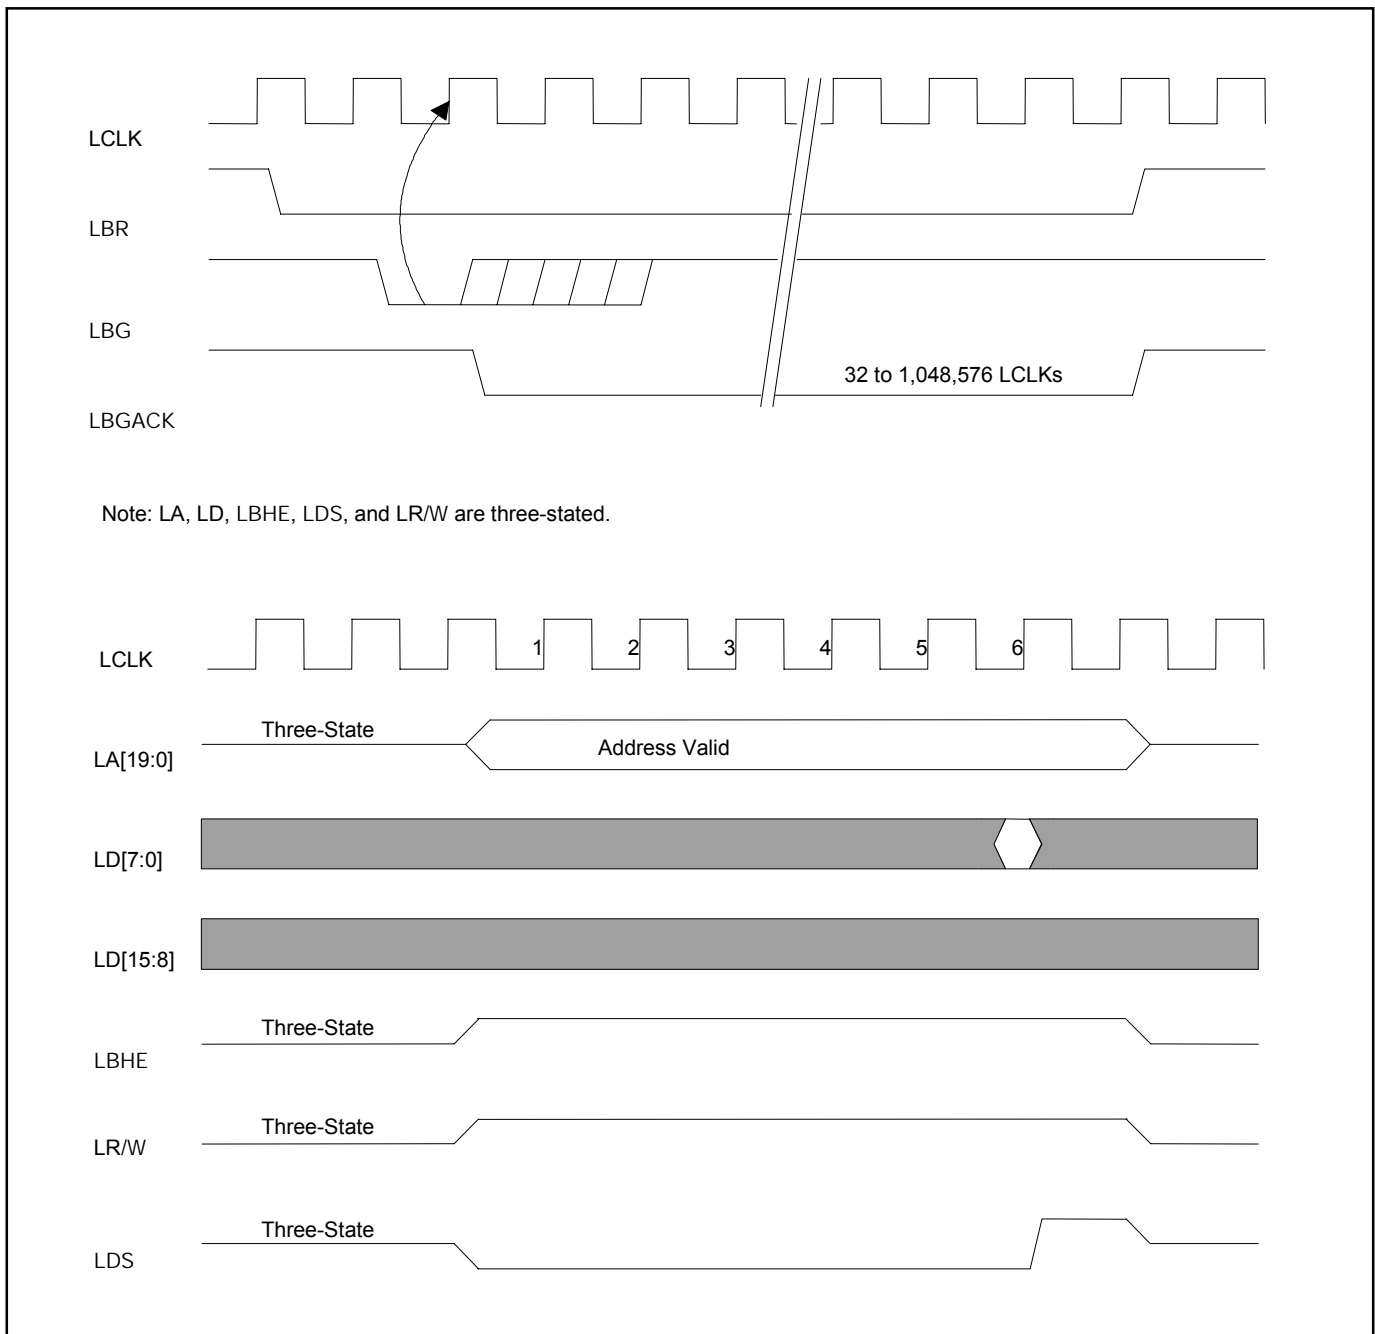 LCLK
LBR
LBG
32 to 1,048,576 LCLKs
LBGACK
Note: LA, LD, LBHE, LDS, and LR/W are three-stated.
LCLK
1 2 3 4 5 6
Three-State
Address Valid
LA[19:0]
LD[7:0]
LD[15:8]
Three-State
LBHE
Three-State
LR/W
Three-State
LDS